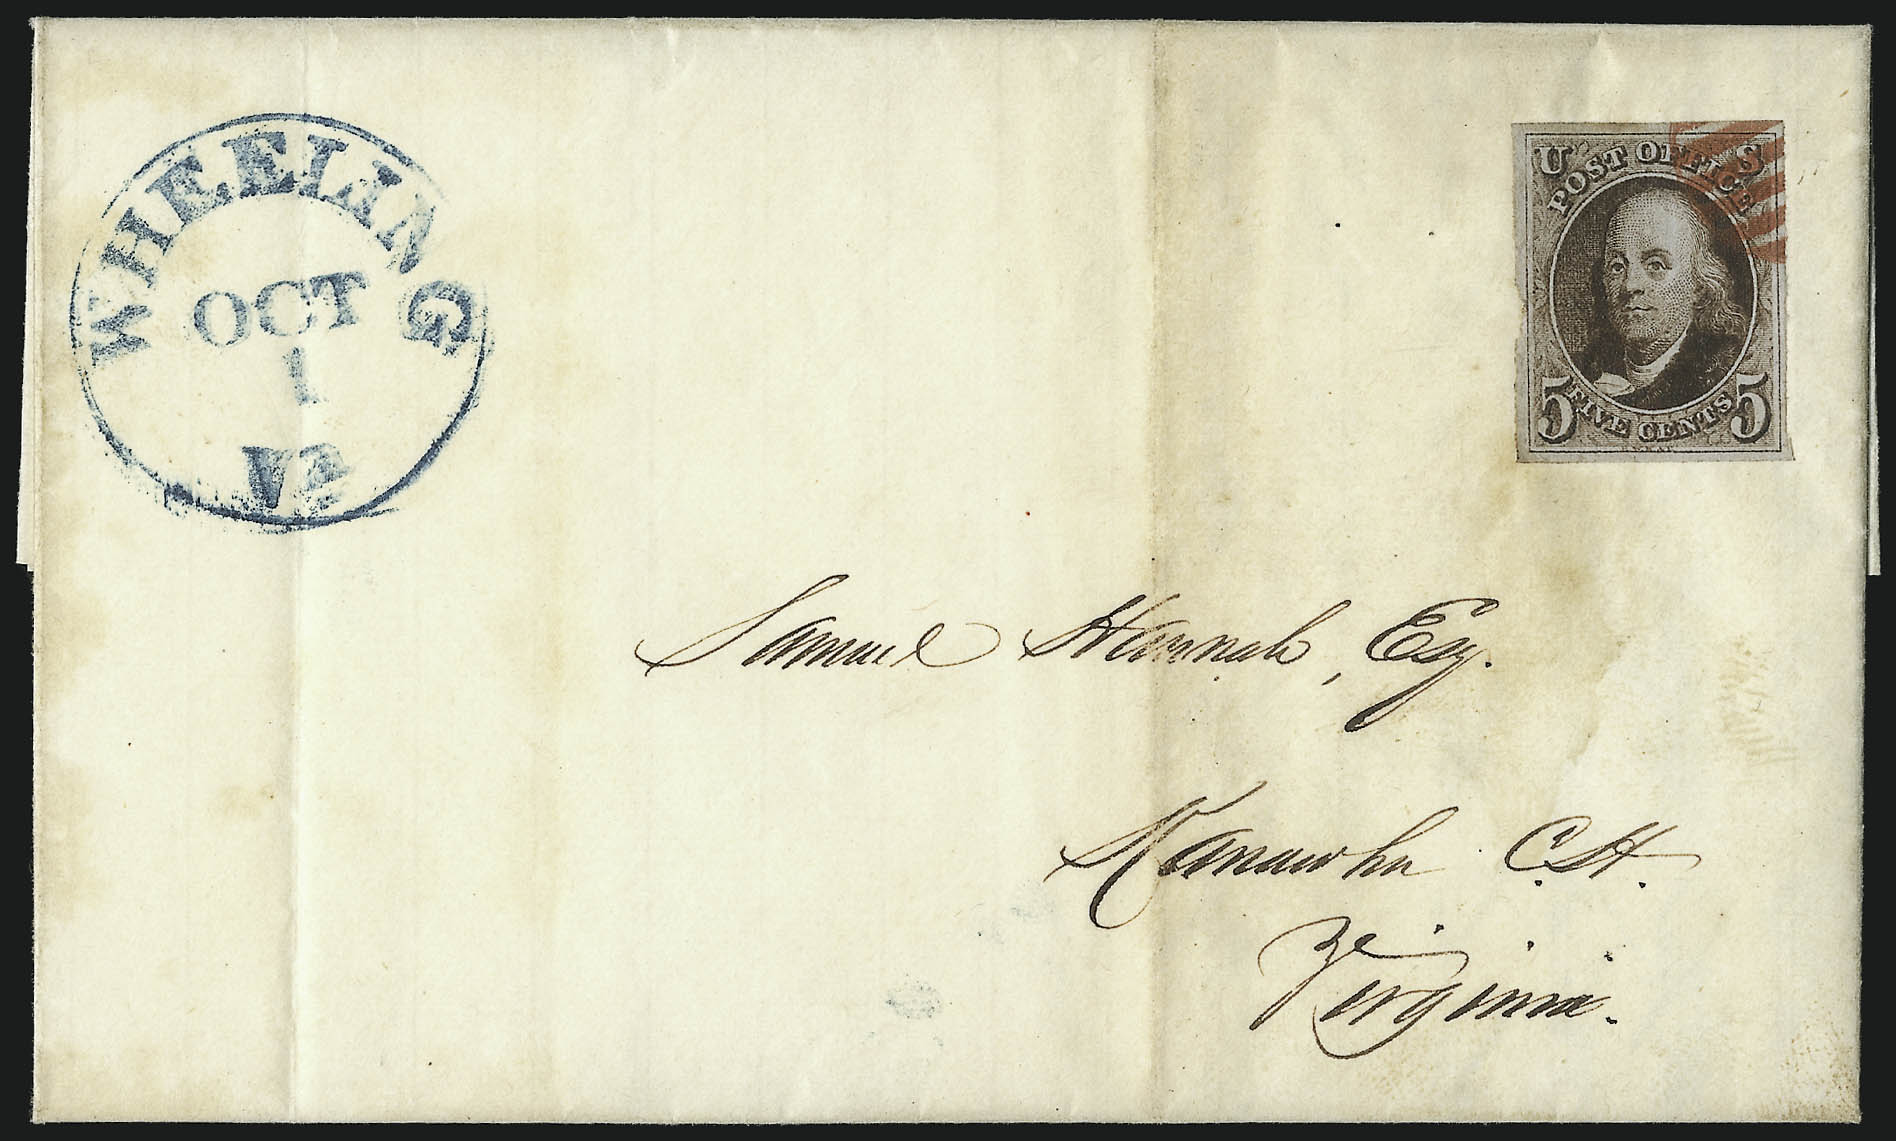 WHEELING
OCT
1
Va
U S
POST OFFICE
5 FIVE CENTS 5
Samuel Hannah, Esq.
Kanawha C.H.
Virginia.